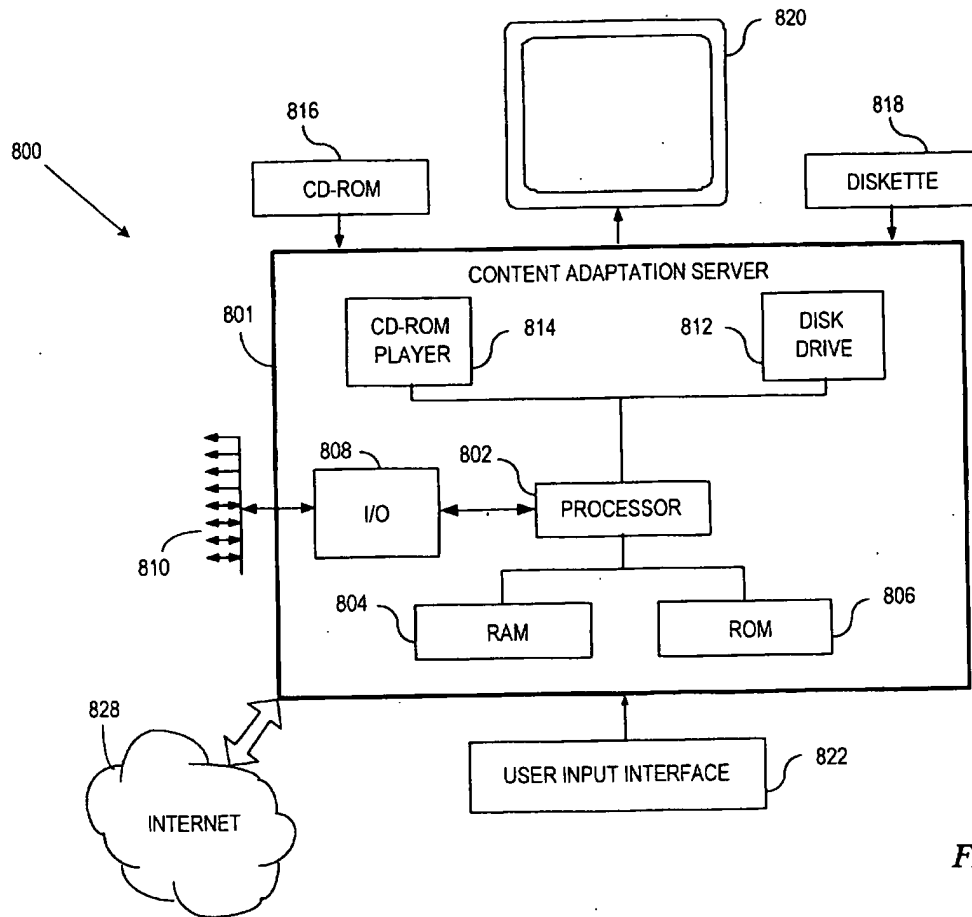 820
816
818
800
CD-ROM
DISKETTE
CONTENT ADAPTATION SERVER
801
CD-ROM
PLAYER
814
812
DISK
DRIVE
808
802
I/O
PROCESSOR
810
804
RAM
ROM
806
828
USER INPUT INTERFACE
822
INTERNET